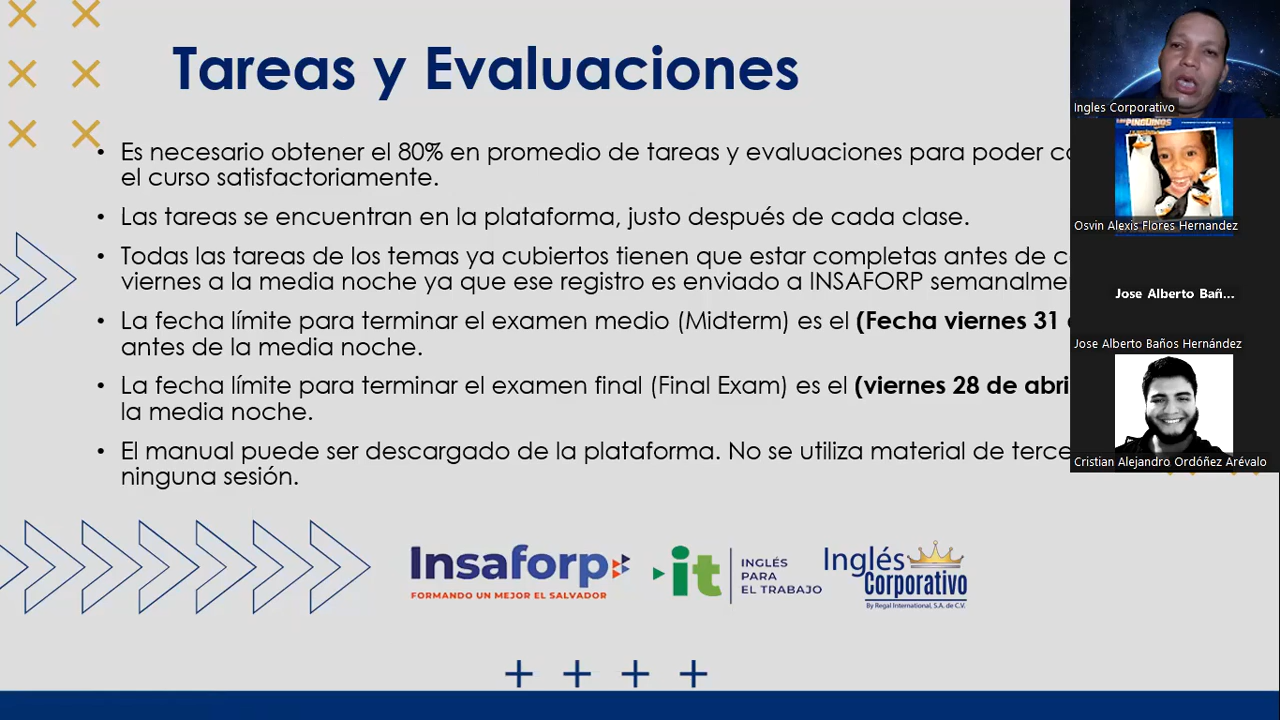 Tareas y Evaluaciones
• Es necesario obtener el 80% en promedio de tareas y evaluaciones para poder
el curso satisfactoriamente.
• Las tareas se encuentran en la plataforma, justo después de cada clase.
• Todas las tareas de los temas ya cubiertos tienen que estar completas antes de
viernes a la media noche ya que ese registro es enviado a INSAFORP
• La fecha límite para terminar el examen medio (Midterm) es el (Fecha viernes 31
antes de la media noche.
• La fecha límite para terminar el examen final (Final Exam) es el (viernes 28 de
la media noche.
• El manual puede ser descargado de la plataforma. No se utiliza material de
ninguna sesión.
Insaforp
FORMANDO UN MEJOR EL SALVADOR
it
INGLÉS
PARA
EL TRABAJO
Inglés
Corporativo
By Regal International, S.A. de C.V.
Ingles Corporativo
PINGÜINOS
Osvin Alexis Flores Hernandez
Jose Alberto Bañ...
Jose Alberto Baños Hernández
Cristian Alejandro Ordóñez Arévalo